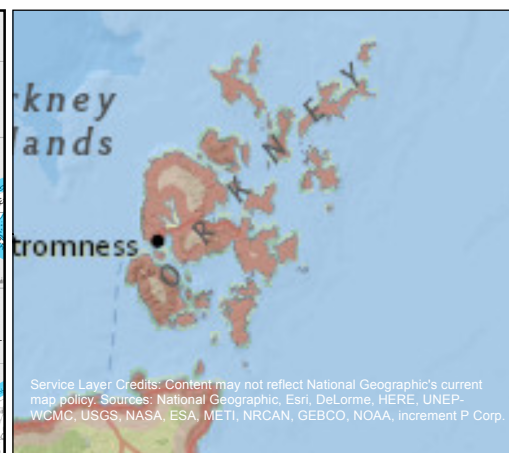 rkney
lands
ORKNEY
tromness
Service Layer Credits: Content may not reflect National Geographic's current
map policy. Sources: National Geographic, Esri, DeLorme, HERE, UNEP-
WCMC, USGS, NASA, ESA, METI, NRCAN, GEBCO, NOAA, increment P Corp.